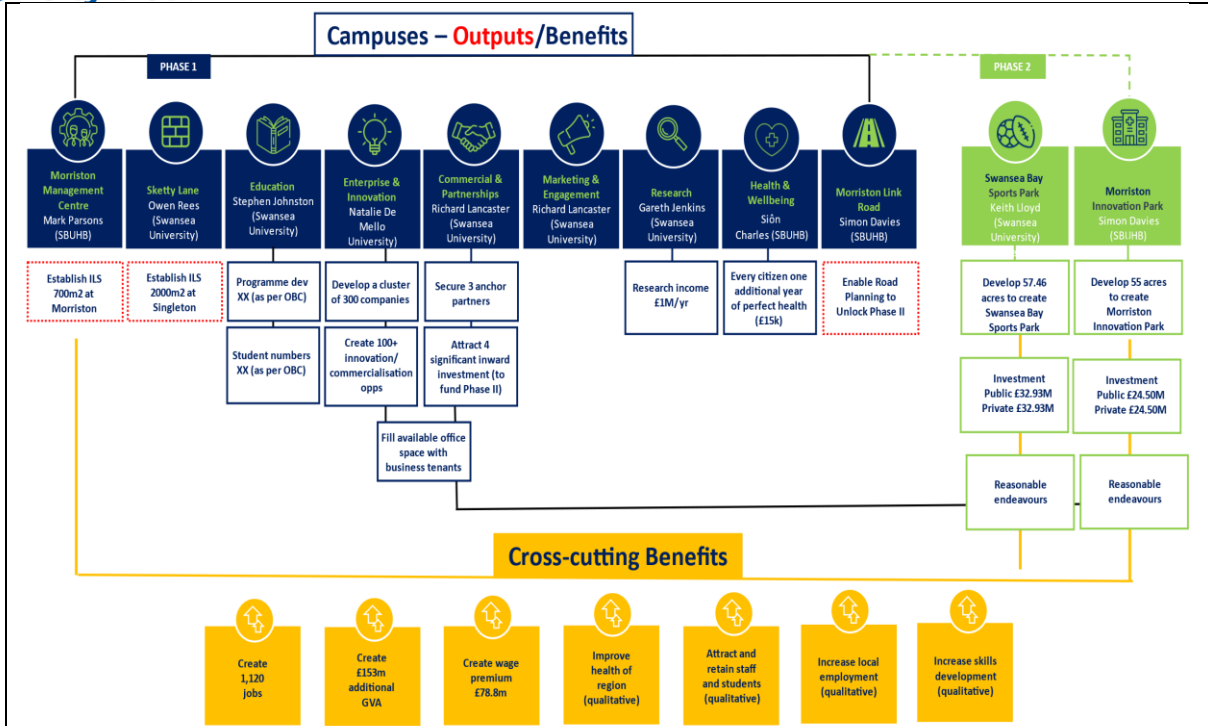 Campuses – Outputs/Benefits
PHASE 1
PHASE 2
Morriston
Management
Centre
Mark Parsons
(SBUHB)
Sketty Lane
Owen Rees
(Swansea
University)
Education
Stephen Johnston
(Swansea
University)
Enterprise &
Innovation
Natalie De
Mello
University)
Commercial &
Partnerships
Richard Lancaster
(Swansea
University)
Marketing &
Engagement
Richard Lancaster
(Swansea
University)
Research
Gareth Jenkins
(Swansea
University)
Health &
Wellbeing
Siôn
Charles (SBUHB)
Morriston Link
Road
Simon Davies
(SBUHB)
Swansea Bay
Sports Park
Keith Lloyd
(Swansea
University)
Morriston
Innovation Park
Simon Davies
(SBUHB)
Establish ILS
700m2 at
Morriston
Establish ILS
2000m2 at
Singleton
Programme dev
XX (as per OBC)
Develop a cluster
of 300 companies
Secure 3 anchor
partners
Research income
£1M/yr
Every citizen one
additional year
of perfect health
(£15k)
Enable Road
Planning to
Unlock Phase II
Develop 57.46
acres to create
Swansea Bay
Sports Park
Develop 55 acres
to create
Morriston
Innovation Park
Student numbers
XX (as per OBC)
Create 100+
innovation/
commercialisation
opps
Attract 4
significant inward
investment (to
fund Phase II)
Investment
Public £32.93M
Private £32.93M
Investment
Public £24.50M
Private £24.50M
Fill available office
space with
business tenants
Reasonable
endeavours
Reasonable
endeavours
Cross-cutting Benefits
Create
1,120
jobs
Create
£153m
additional
GVA
Create wage
premium
£78.8m
Improve
health of
region
(qualitative)
Attract and
retain staff
and students
(qualitative)
Increase local
employment
(qualitative)
Increase skills
development
(qualitative)